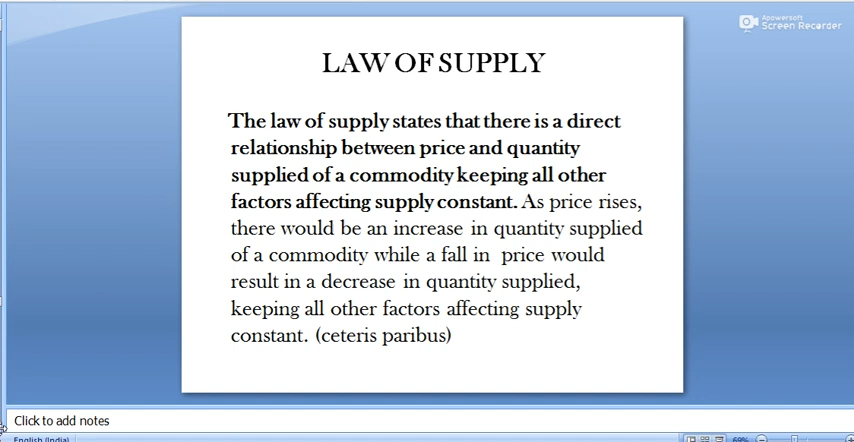 Apowersoft
Screen Recorder
LAW OF SUPPLY
The law of supply states that there is a direct
relationship between price and quantity
supplied of a commodity keeping all other
factors affecting supply constant. As price rises,
there would be an increase in quantity supplied
of a commodity while a fall in price would
result in a decrease in quantity supplied,
keeping all other factors affecting supply
constant. (ceteris paribus)
Click to add notes
English (India)
69%